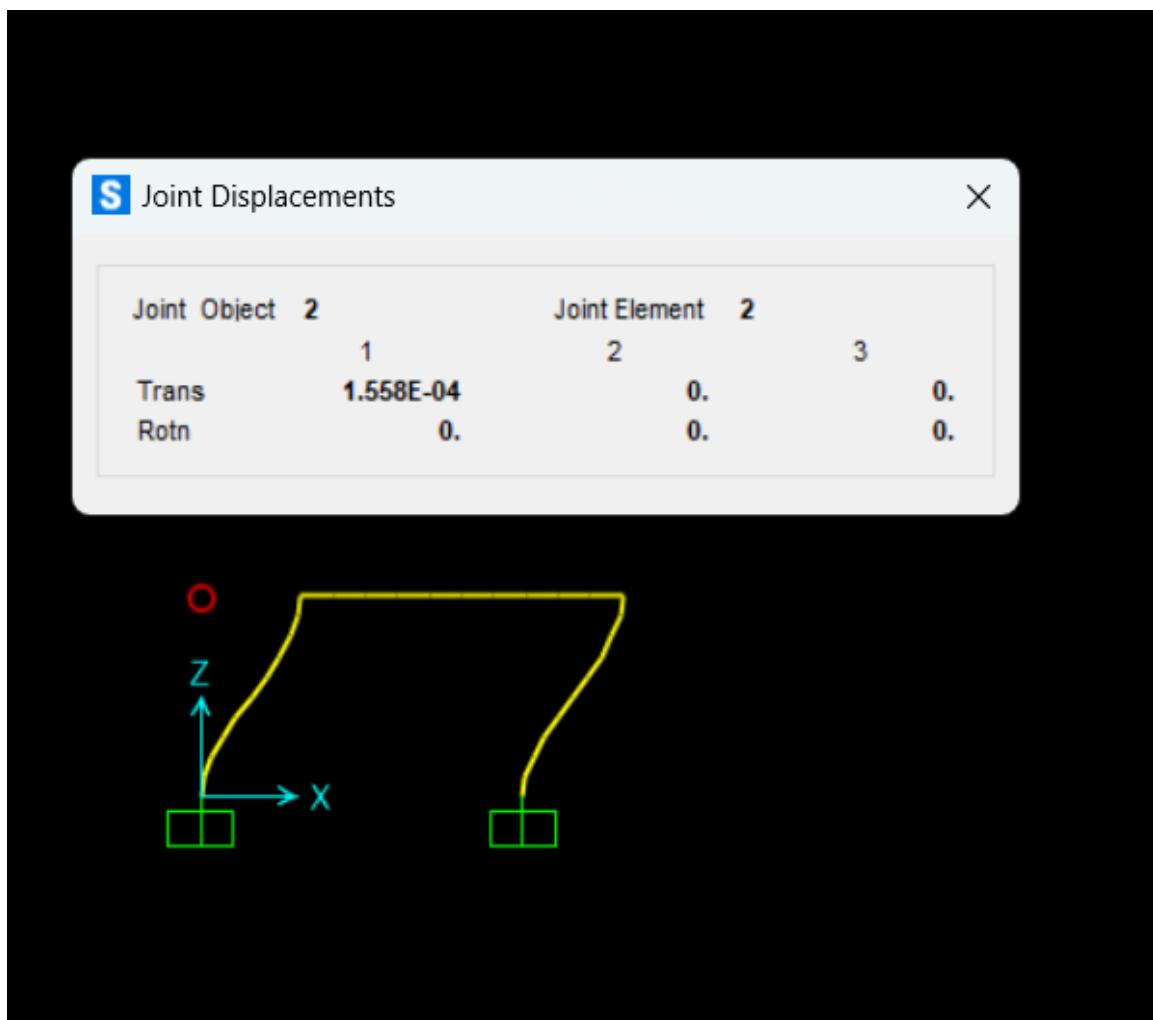 S Joint Displacements
Joint Object 2 Joint Element 2
1 2 3
Trans 1.558E-04 0. 0.
Rotn 0. 0. 0.
Z
X